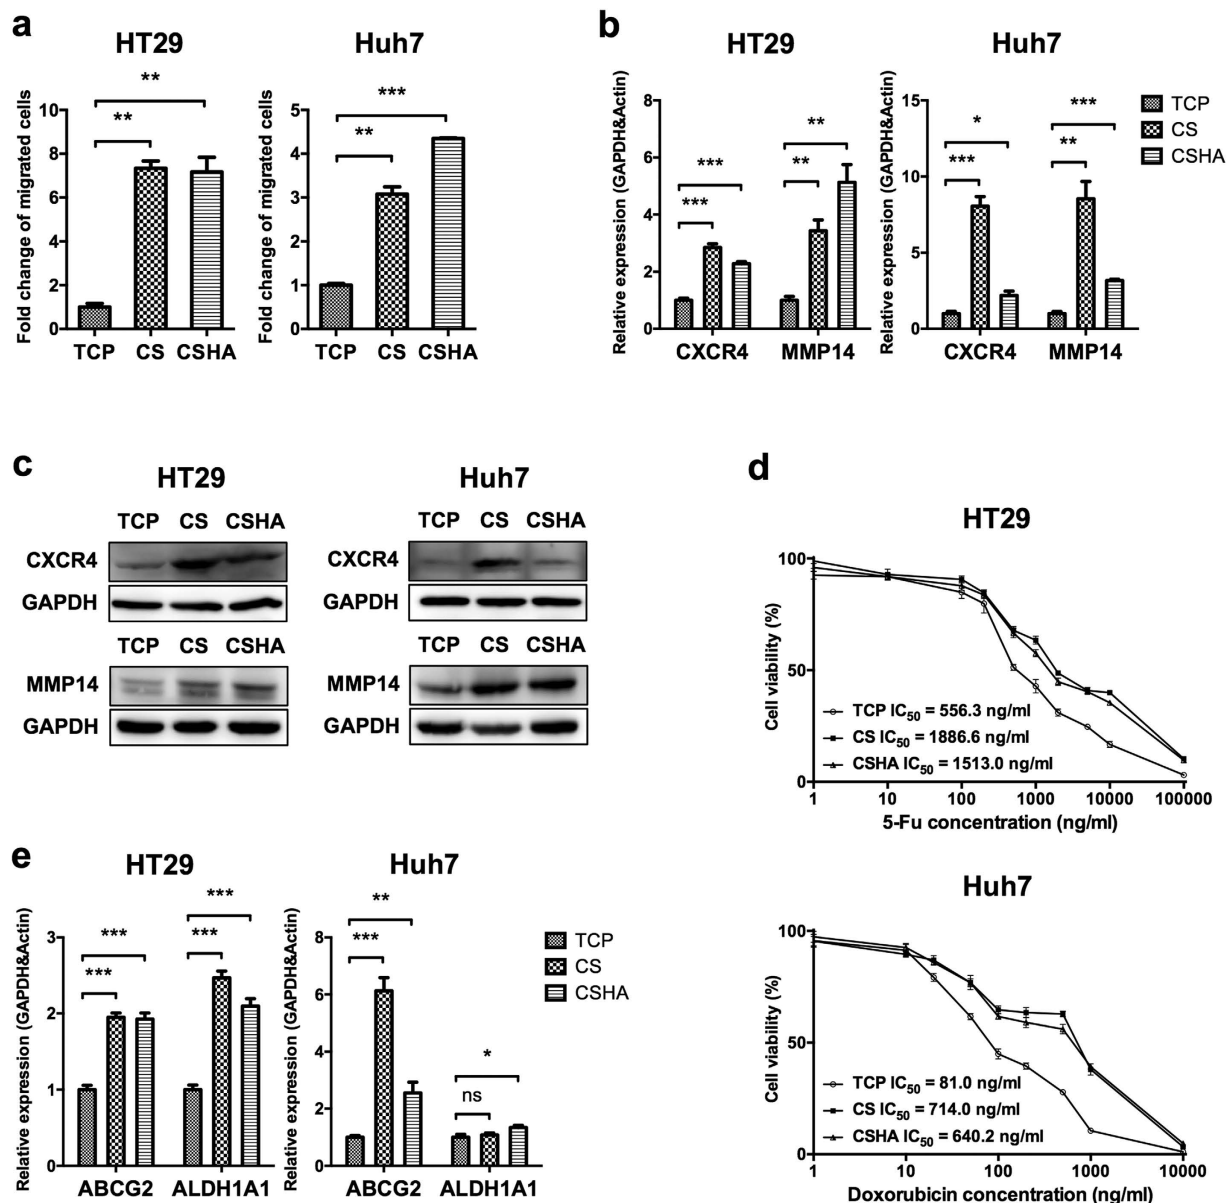 a
HT29
Huh7
Fold change of migrated cells
10
8
6
4
2
0
**
**
TCP CS CSHA
Fold change of migrated cells
5
4
3
2
1
0
***
**
TCP CS CSHA
b
HT29
Huh7
Relative expression (GAPDH&Actin)
8
6
4
2
0
***
***
**
**
CXCR4 MMP14
Relative expression (GAPDH&Actin)
15
10
5
0
*
***
***
**
CXCR4 MMP14
TCP
CS
CSHA
c
HT29
Huh7
TCP CS CSHA
CXCR4
GAPDH
TCP CS CSHA
MMP14
GAPDH
TCP CS CSHA
CXCR4
GAPDH
TCP CS CSHA
MMP14
GAPDH
d
HT29
Cell viability (%)
100
50
0
TCP IC50 = 556.3 ng/ml
CS IC50 = 1886.6 ng/ml
CSHA IC50 = 1513.0 ng/ml
1 10 100 1000 10000 100000
5-Fu concentration (ng/ml)
Huh7
Cell viability (%)
100
50
0
TCP IC50 = 81.0 ng/ml
CS IC50 = 714.0 ng/ml
CSHA IC50 = 640.2 ng/ml
1 10 100 1000 10000
Doxorubicin concentration (ng/ml)
e
HT29
Huh7
Relative expression (GAPDH&Actin)
3
2
1
0
***
***
***
***
ABCG2 ALDH1A1
Relative expression (GAPDH&Actin)
8
6
4
2
0
**
***
*
ns
ABCG2 ALDH1A1
TCP
CS
CSHA